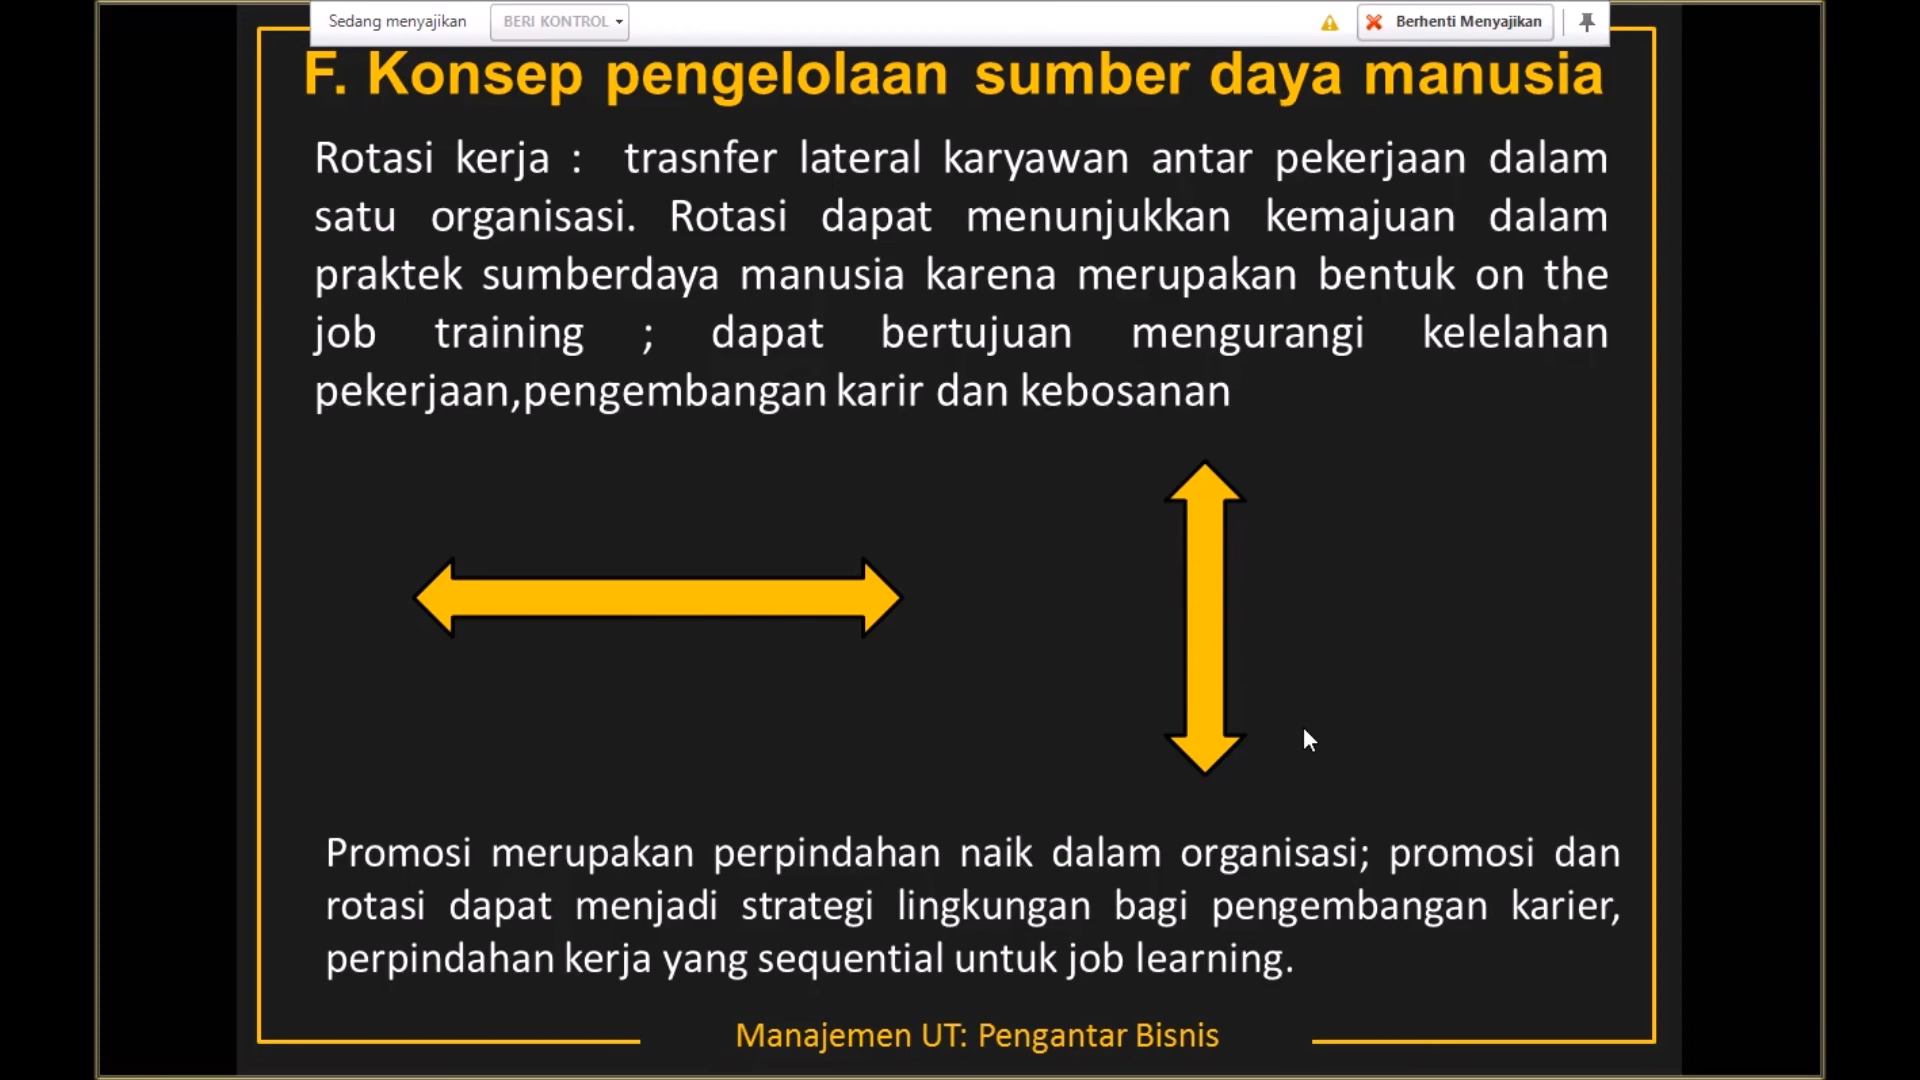 Sedang menyajikan
BERI KONTROL
Berhenti Menyajikan
F. Konsep pengelolaan sumber daya manusia
Rotasi kerja : trasnfer lateral karyawan antar pekerjaan dalam
satu organisasi. Rotasi dapat menunjukkan kemajuan dalam
praktek sumberdaya manusia karena merupakan bentuk on the
job training ; dapat bertujuan mengurangi kelelahan
pekerjaan,pengembangan karir dan kebosanan
Promosi merupakan perpindahan naik dalam organisasi; promosi dan
rotasi dapat menjadi strategi lingkungan bagi pengembangan karier,
perpindahan kerja yang sequential untuk job learning.
Manajemen UT: Pengantar Bisnis